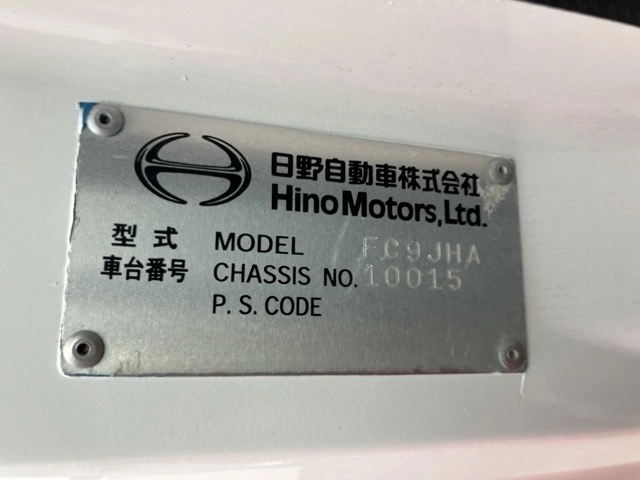 日野自動車株式会社
Hino Motors, Ltd.
型式 MODEL FC9JHA
車台番号 CHASSIS NO. 10015
P. S. CODE